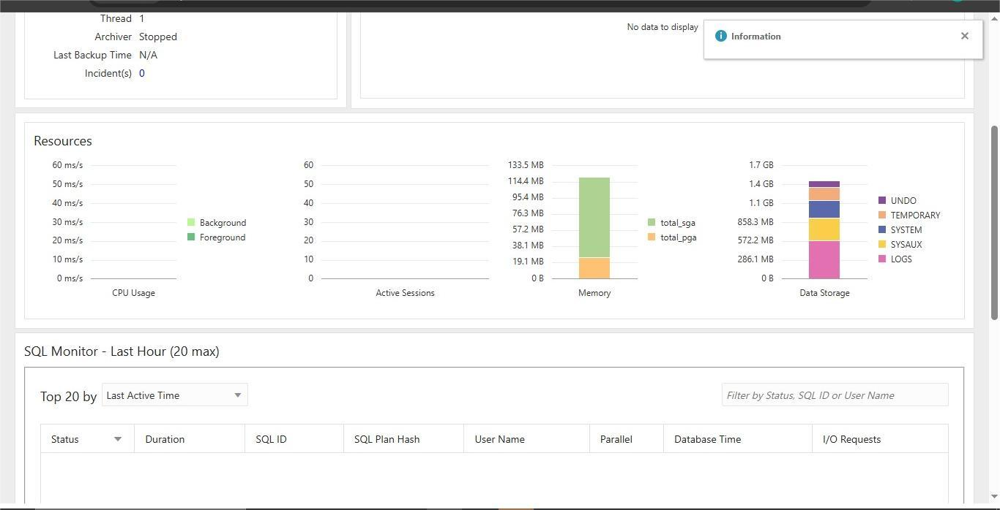 Thread 1
Archiver Stopped
Last Backup Time N/A
Incident(s) 0
No data to display
Information
Resources
60 ms/s
50 ms/s
40 ms/s
30 ms/s
20 ms/s
10 ms/s
0 ms/s
CPU Usage
Background
Foreground
60
50
40
30
20
10
0
Active Sessions
133.5 MB
114.4 MB
95.4 MB
76.3 MB
57.2 MB
38.1 MB
19.1 MB
0 B
Memory
total_sga
total_pga
1.7 GB
1.4 GB
1.1 GB
858.3 MB
572.2 MB
286.1 MB
0 B
Data Storage
UNDO
TEMPORARY
SYSTEM
SYSAUX
LOGS
SQL Monitor - Last Hour (20 max)
Top 20 by Last Active Time
Filter by Status, SQL ID or User Name
Status Duration SQL ID SQL Plan Hash User Name Parallel Database Time I/O Requests